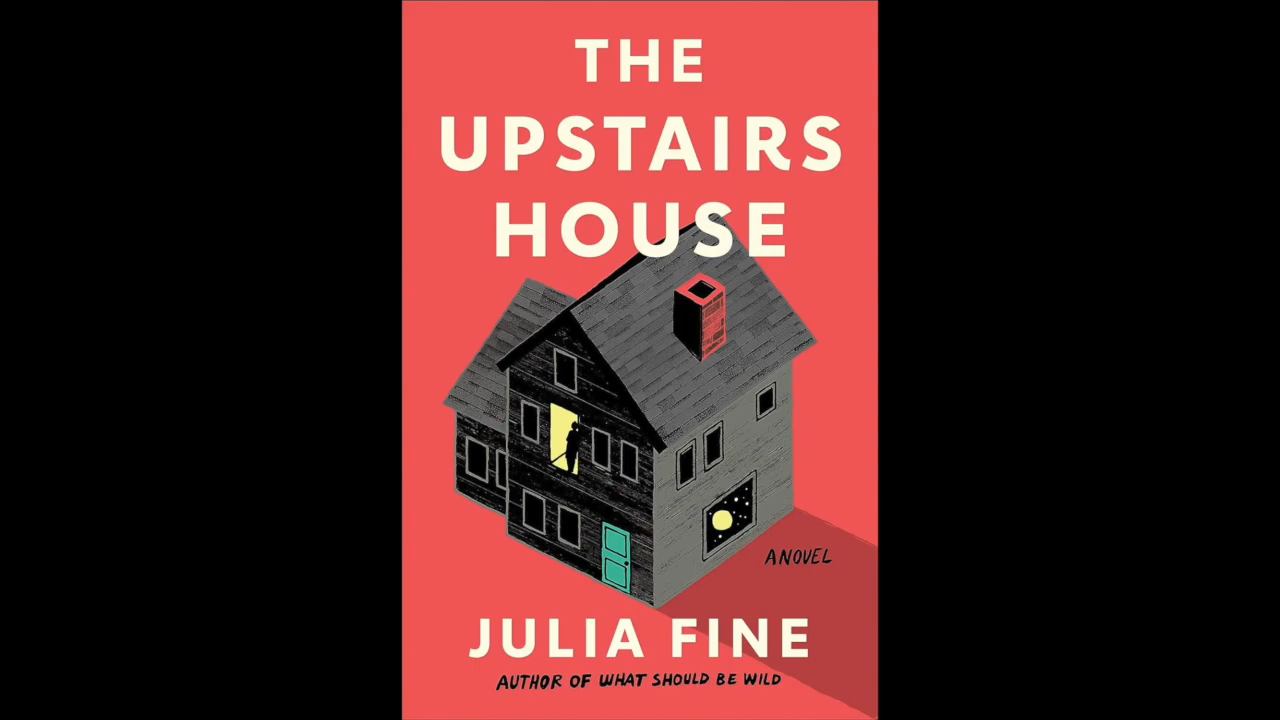 THE
UPSTAIRS
HOUSE
A NOVEL
JULIA FINE
AUTHOR OF WHAT SHOULD BE WILD